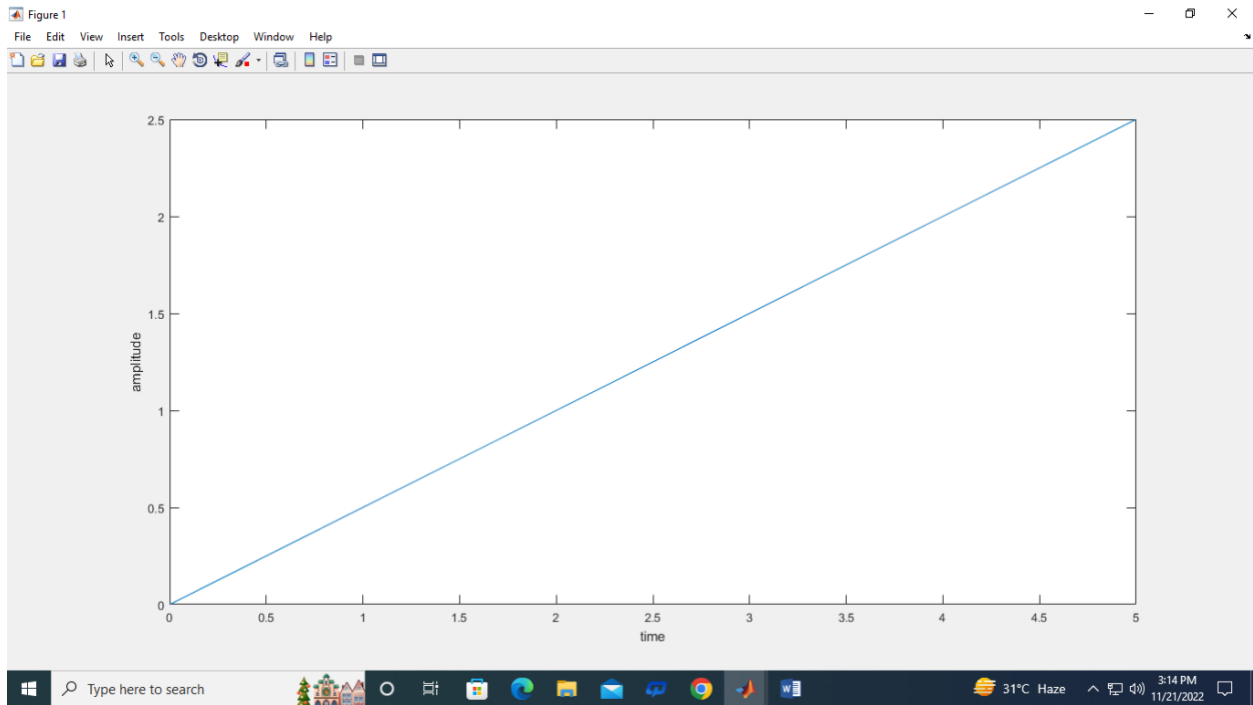 Figure 1
File Edit View Insert Tools Desktop Window Help
2.5
2
1.5
1
0.5
0
amplitude
0 0.5 1 1.5 2 2.5 3 3.5 4 4.5 5
time
Type here to search
31°C Haze
3:14 PM
11/21/2022